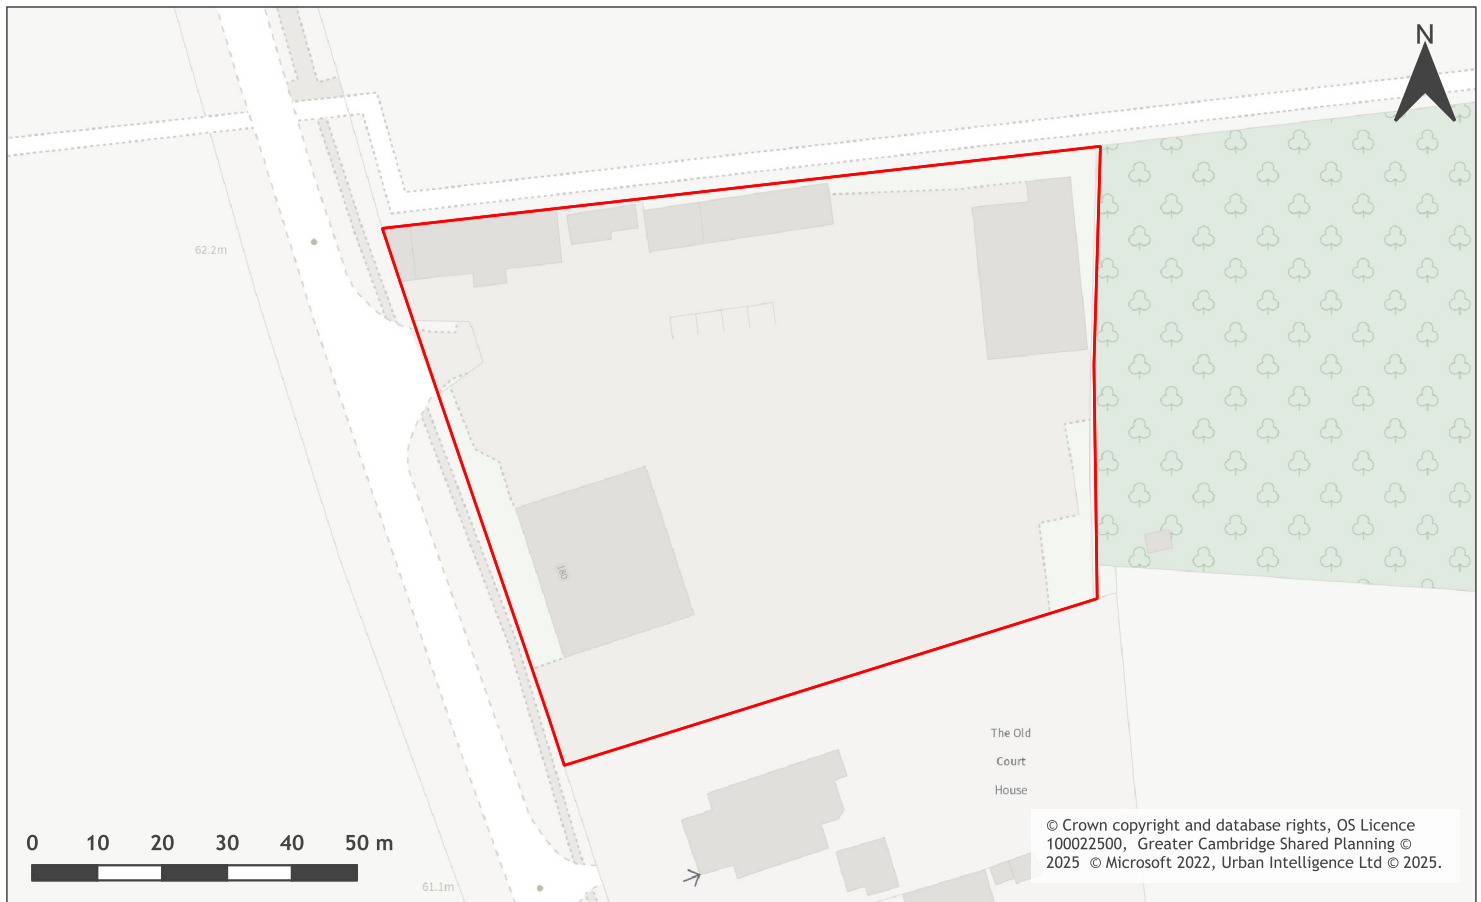 N
62.2m
180
The Old
Court
House
0 10 20 30 40 50 m
61.1m
© Crown copyright and database rights, OS Licence
100022500, Greater Cambridge Shared Planning ©
2025 © Microsoft 2022, Urban Intelligence Ltd © 2025.